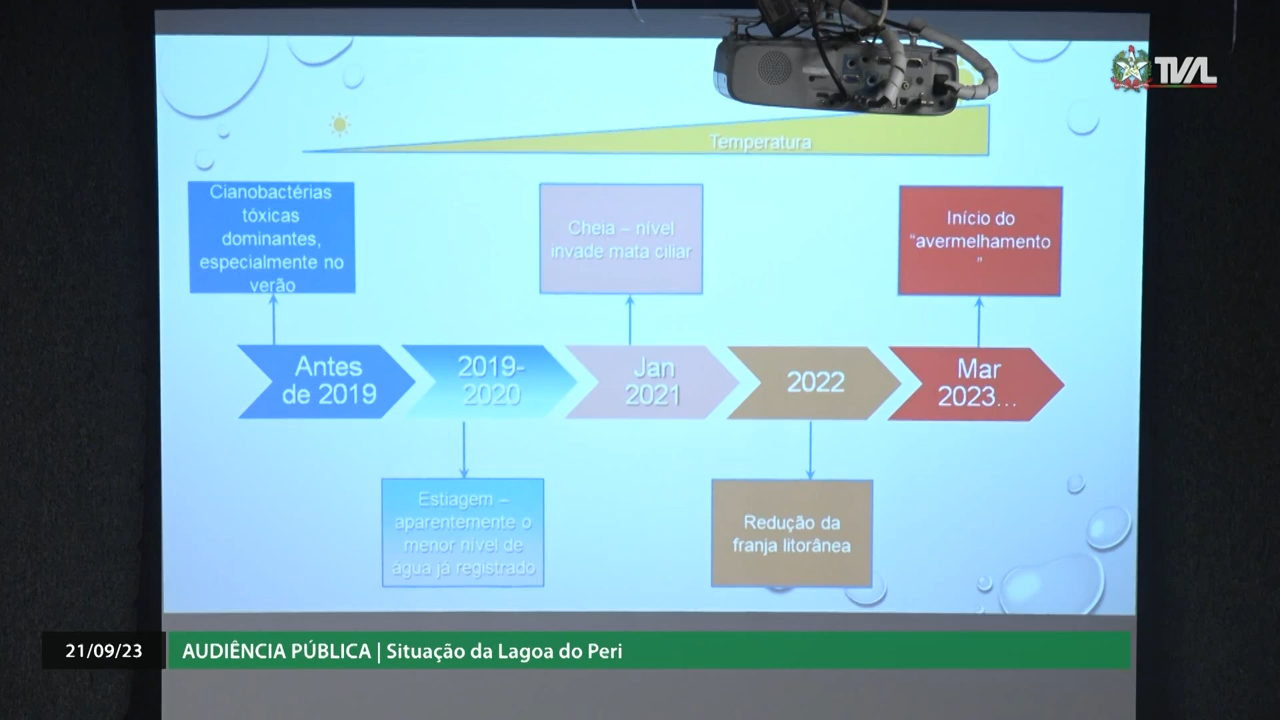 TVAL
Temperatura
Cianobactérias
tóxicas
dominantes,
especialmente no
verão
Cheia – nível
invade mata ciliar
Início do
“avermelhamento
”
Antes
de 2019
2019-
2020
Jan
2021
2022
Mar
2023...
Estiagem –
aparentemente o
menor nível de
água já registrado
Redução da
franja litorânea
21/09/23
AUDIÊNCIA PÚBLICA | Situação da Lagoa do Peri